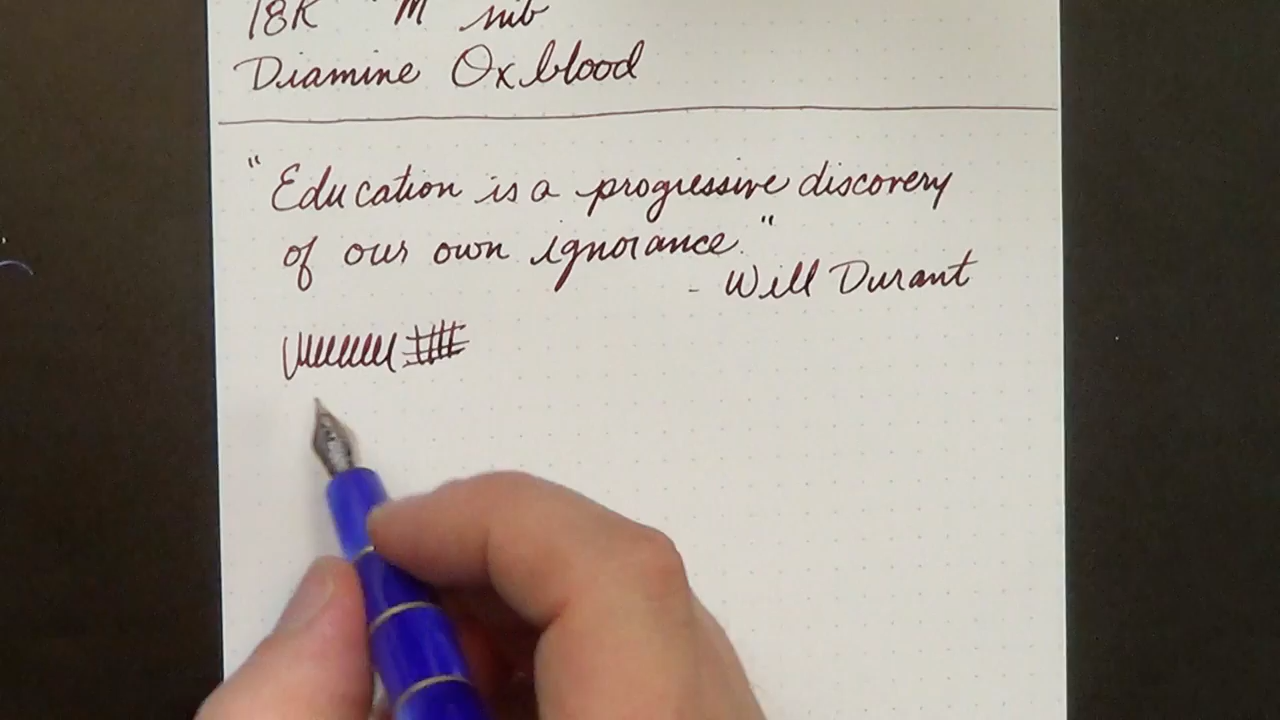 18K "M" nib
Diamine Oxblood
"Education is a progressive discovery
of our own ignorance."
- Will Durant